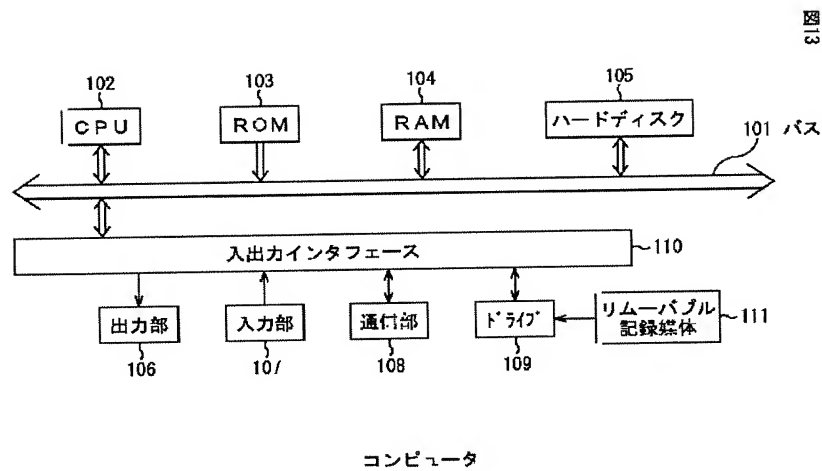 図13
102
CPU
103
ROM
104
RAM
105
ハードディスク
101 バス
入出力インタフェース
110
出力部
106
入力部
107
通信部
108
ドライブ
109
リムーバブル
記録媒体
111
コンピュータ